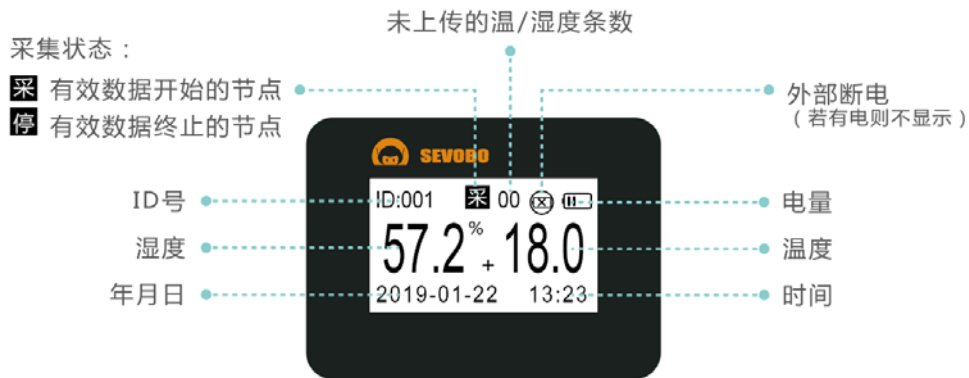 未上传的温/湿度条数
采集状态：
采 有效数据开始的节点
停 有效数据终止的节点
外部断电
（若有电则不显示）
SEVOBO
ID:001 采 00
57.2% +18.0
2019-01-22 13:23
ID号
湿度
年月日
电量
温度
时间